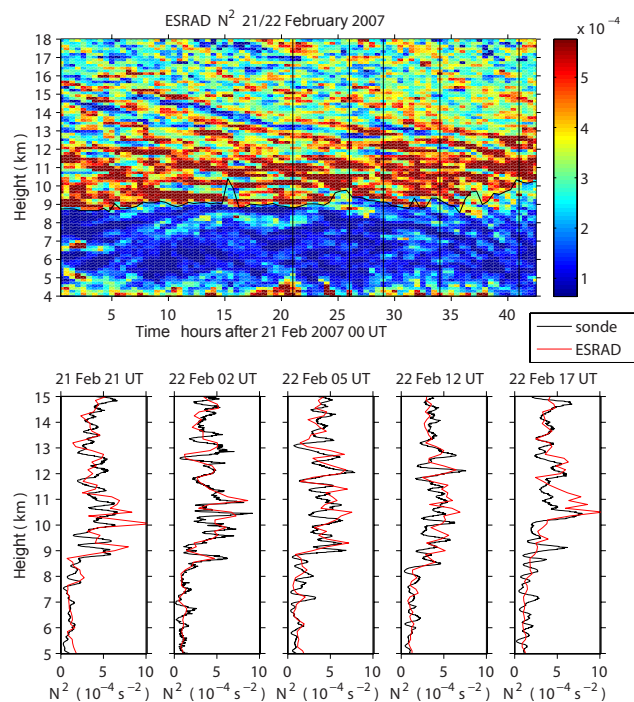 ESRAD N² 21/22 February 2007
x 10⁻⁴
Height ( km )
18
17
16
15
14
13
12
11
10
9
8
7
6
5
4
5
4
3
2
1
5 10 15 20 25 30 35 40
Time hours after 21 Feb 2007 00 UT
sonde
ESRAD
21 Feb 21 UT 22 Feb 02 UT 22 Feb 05 UT 22 Feb 12 UT 22 Feb 17 UT
Height ( km )
15
14
13
12
11
10
9
8
7
6
5
0 5 10 0 5 10 0 5 10 0 5 10 0 5 10
N² (10⁻⁴ s⁻²) N² (10⁻⁴ s⁻²) N² (10⁻⁴ s⁻²) N² (10⁻⁴ s⁻²) N² (10⁻⁴ s⁻²)